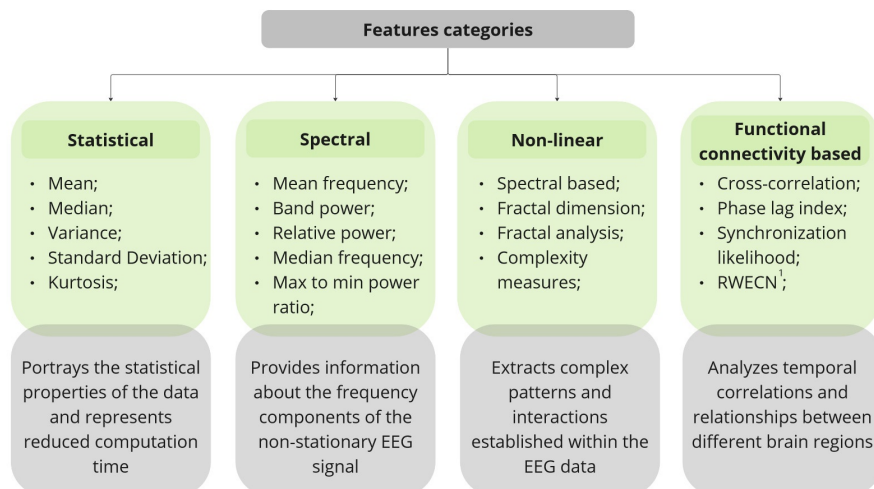 Features categories
Statistical
• Mean;
• Median;
• Variance;
• Standard Deviation;
• Kurtosis;
Portrays the statistical
properties of the data
and represents
reduced computation
time
Spectral
• Mean frequency;
• Band power;
• Relative power;
• Median frequency;
• Max to min power
ratio;
Provides information
about the frequency
components of the
non-stationary EEG
signal
Non-linear
• Spectral based;
• Fractal dimension;
• Fractal analysis;
• Complexity
measures;
Extracts complex
patterns and
interactions
established within the
EEG data
Functional
connectivity based
• Cross-correlation;
• Phase lag index;
• Synchronization
likelihood;
• RWECN¹;
Analyzes temporal
correlations and
relationships between
different brain regions